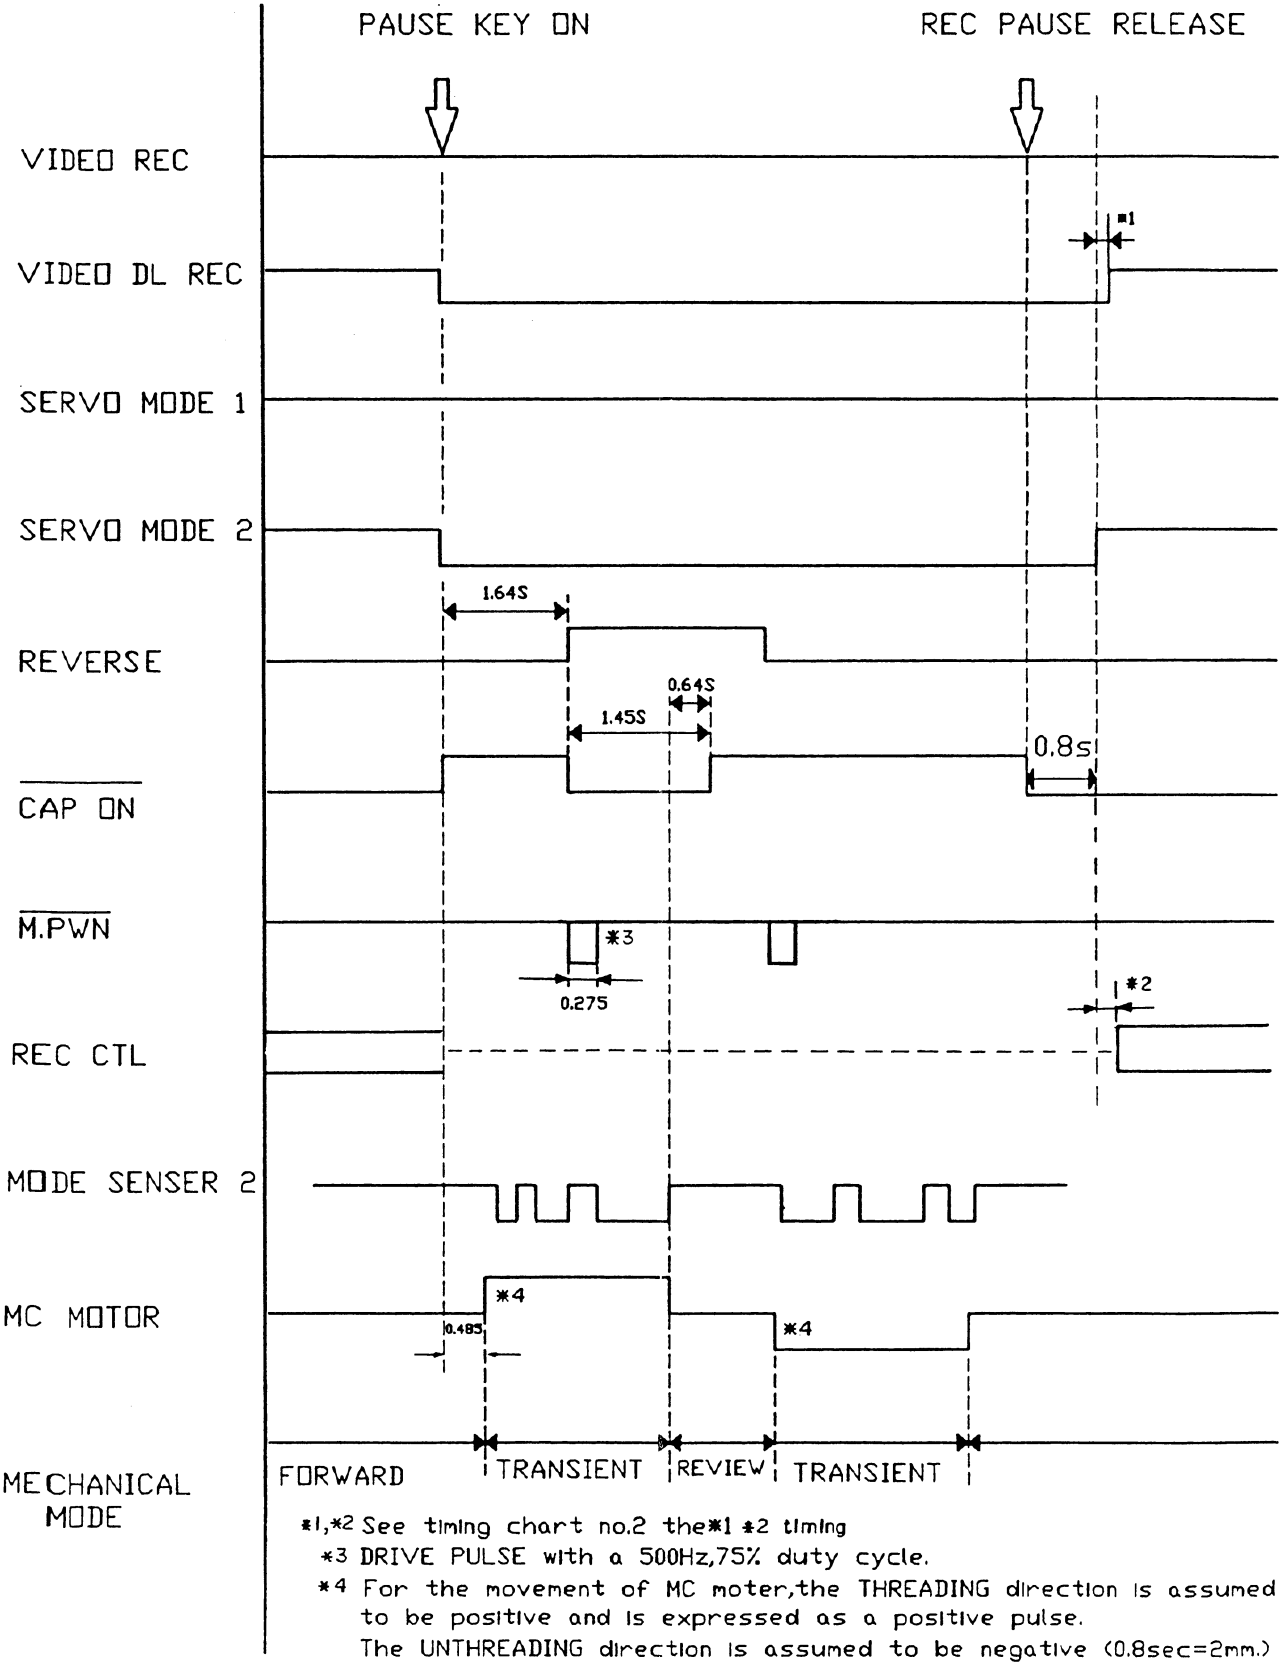 PAUSE KEY ON
REC PAUSE RELEASE
VIDEO REC
*1
VIDEO DL REC
SERVO MODE 1
SERVO MODE 2
1.64S
REVERSE
0.64S
1.45S
0.8s
CAP ON
M.PWN
*3
0.275
*2
REC CTL
MODE SENSER 2
*4
MC MOTOR
0.485
*4
MECHANICAL
MODE
FORWARD
TRANSIENT
REVIEW
TRANSIENT
*1,*2 See timing chart no.2 the*1 *2 timing
*3 DRIVE PULSE with a 500Hz,75% duty cycle.
*4 For the movement of MC moter,the THREADING direction is assumed
to be positive and is expressed as a positive pulse.
The UNTHREADING direction is assumed to be negative (0.8sec=2mm.)